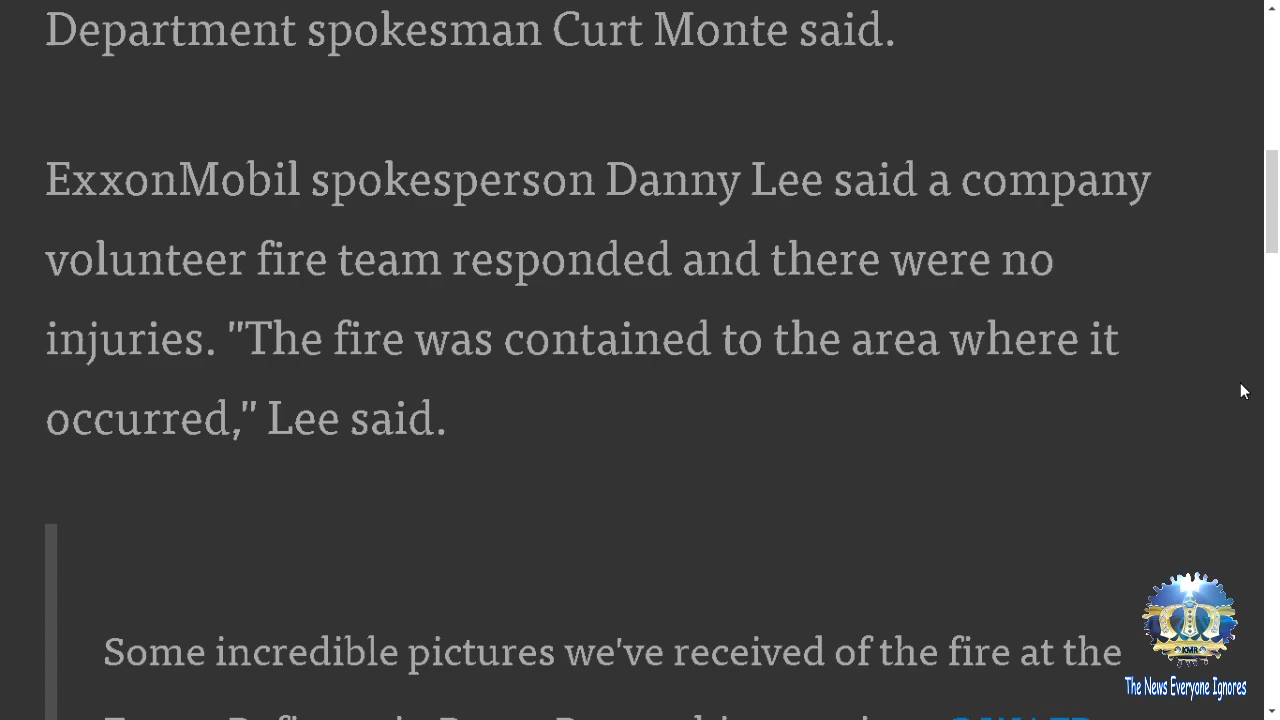 Department spokesman Curt Monte said.
ExxonMobil spokesperson Danny Lee said a company
volunteer fire team responded and there were no
injuries. "The fire was contained to the area where it
occurred," Lee said.
Some incredible pictures we've received of the fire at the
KMR
The News Everyone Ignores